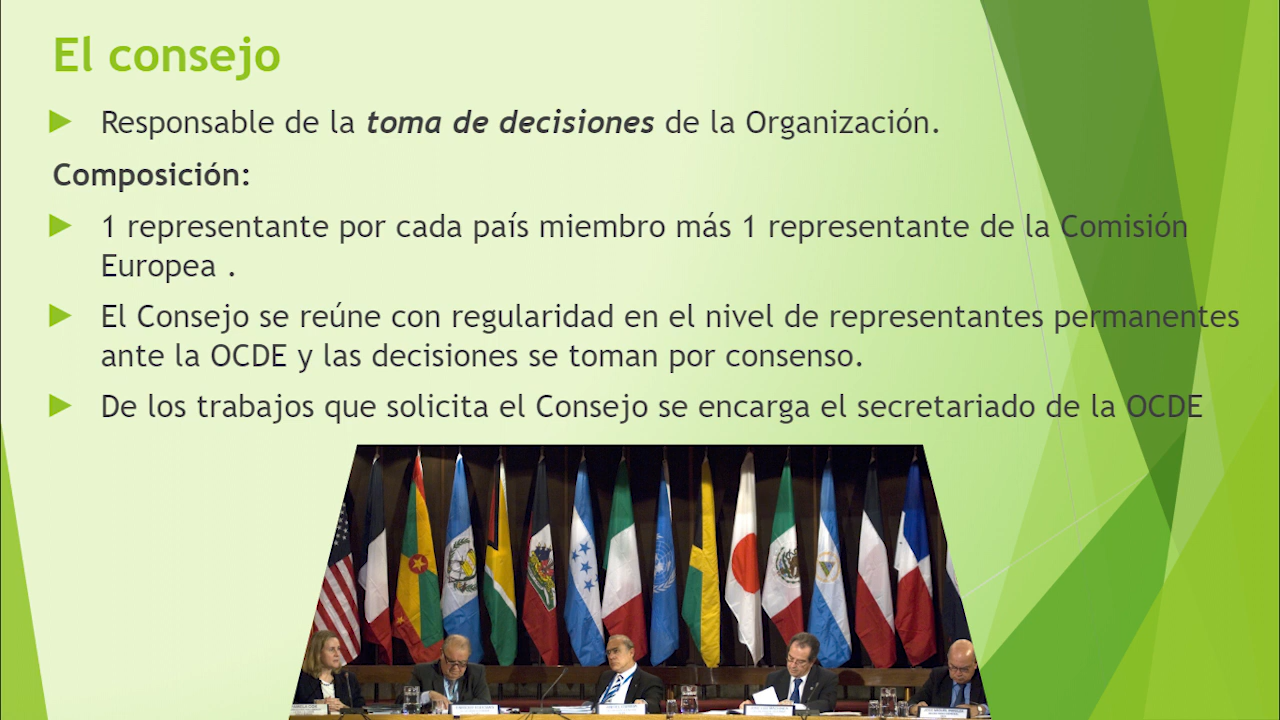 El consejo
Responsable de la toma de decisiones de la Organización.
Composición:
1 representante por cada país miembro más 1 representante de la Comisión
Europea .
El Consejo se reúne con regularidad en el nivel de representantes permanentes
ante la OCDE y las decisiones se toman por consenso.
De los trabajos que solicita el Consejo se encarga el secretariado de la OCDE